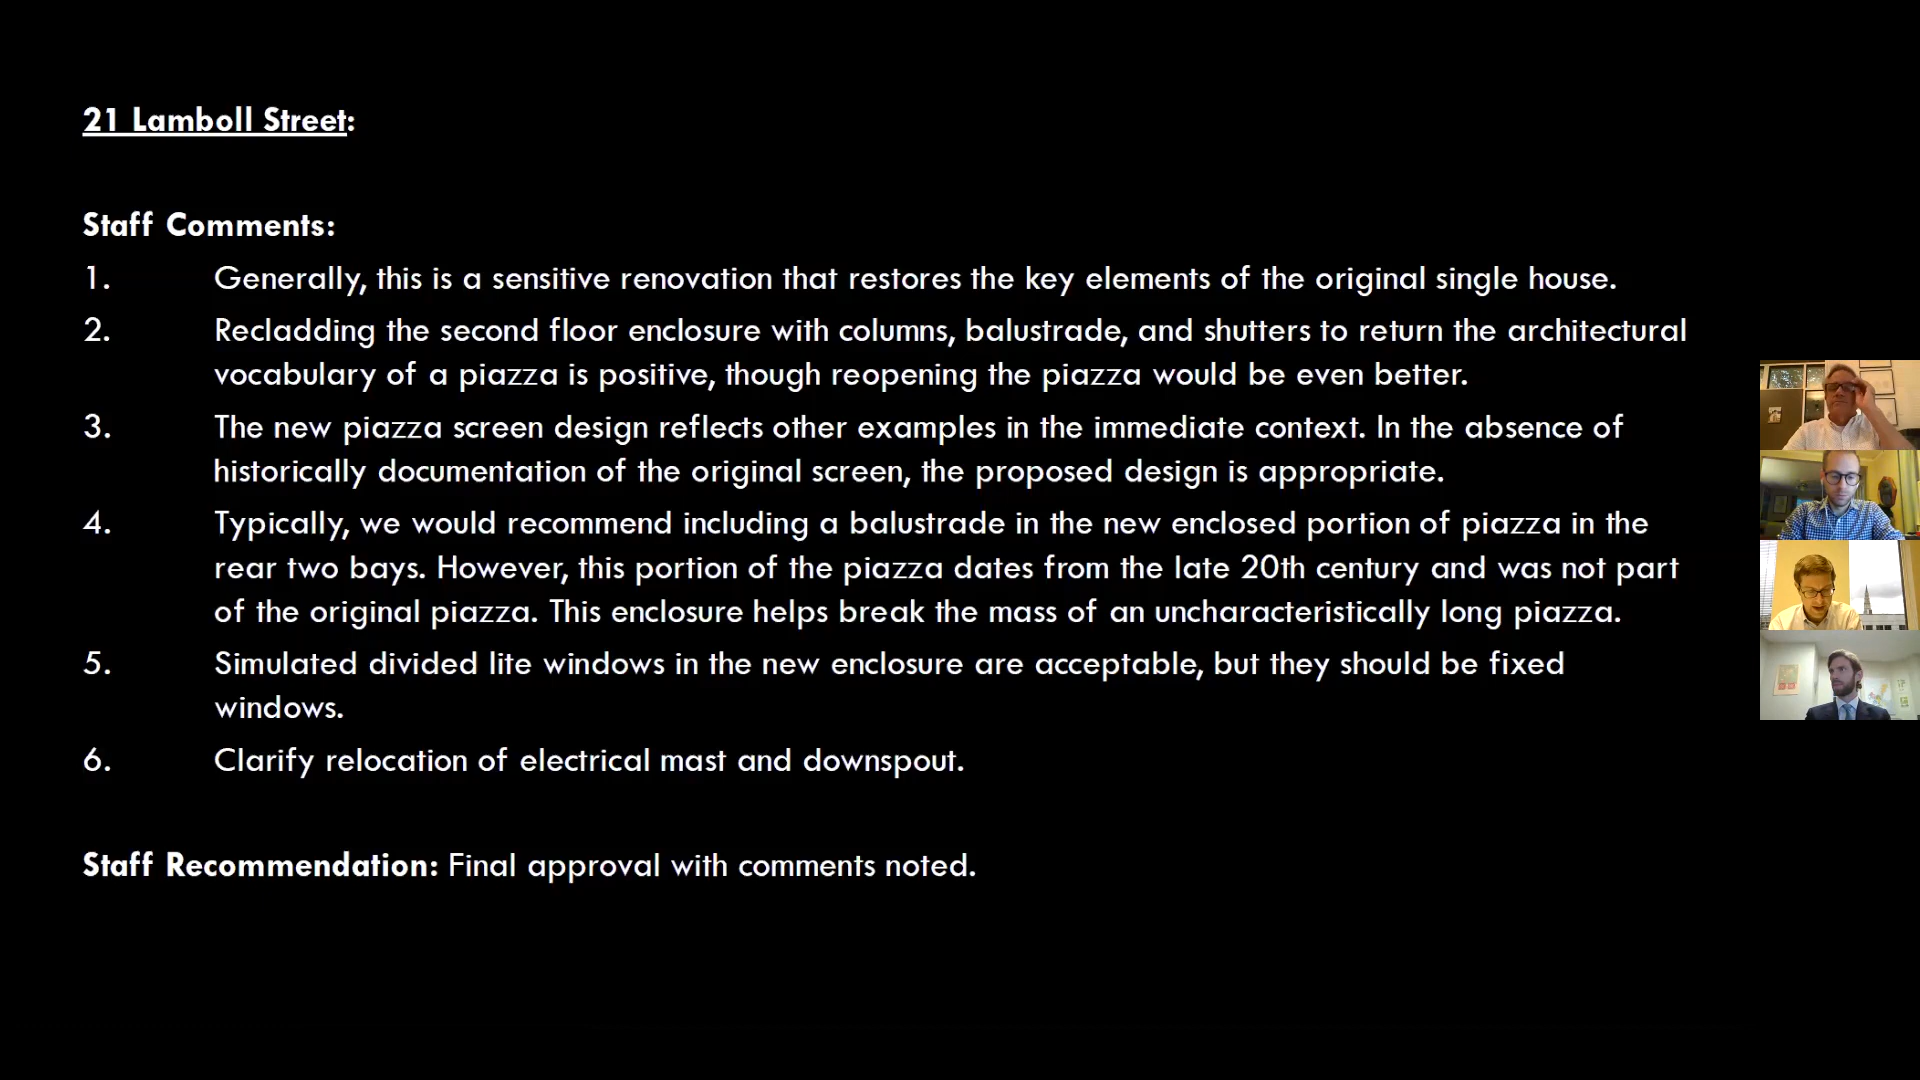 21 Lamboll Street:
Staff Comments:
1. Generally, this is a sensitive renovation that restores the key elements of the original single house.
2. Recladding the second floor enclosure with columns, balustrade, and shutters to return the architectural
vocabulary of a piazza is positive, though reopening the piazza would be even better.
3. The new piazza screen design reflects other examples in the immediate context. In the absence of
historically documentation of the original screen, the proposed design is appropriate.
4. Typically, we would recommend including a balustrade in the new enclosed portion of piazza in the
rear two bays. However, this portion of the piazza dates from the late 20th century and was not part
of the original piazza. This enclosure helps break the mass of an uncharacteristically long piazza.
5. Simulated divided lite windows in the new enclosure are acceptable, but they should be fixed
windows.
6. Clarify relocation of electrical mast and downspout.
Staff Recommendation: Final approval with comments noted.